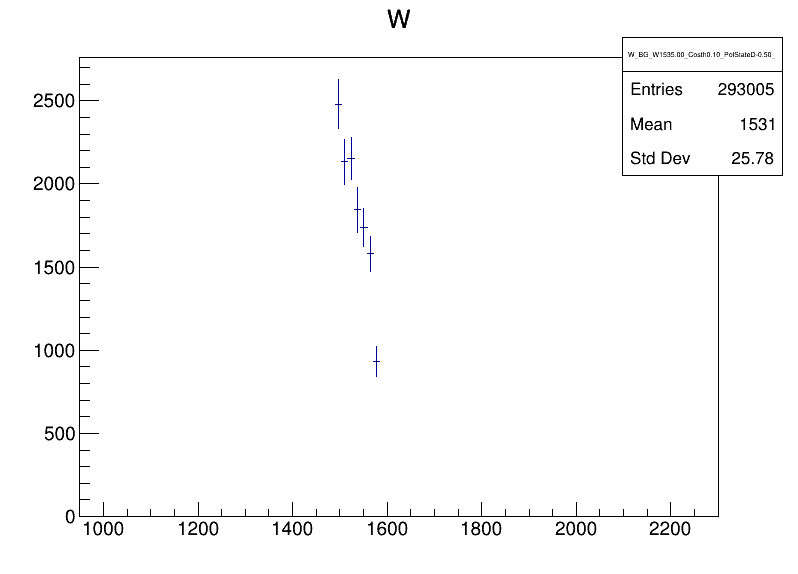 W
W_BG_W1535.00_Costh0.10_PolStateD-0.50_
Entries 293005
Mean 1531
Std Dev 25.78
2500
2000
1500
1000
500
0
1000 1200 1400 1600 1800 2000 2200